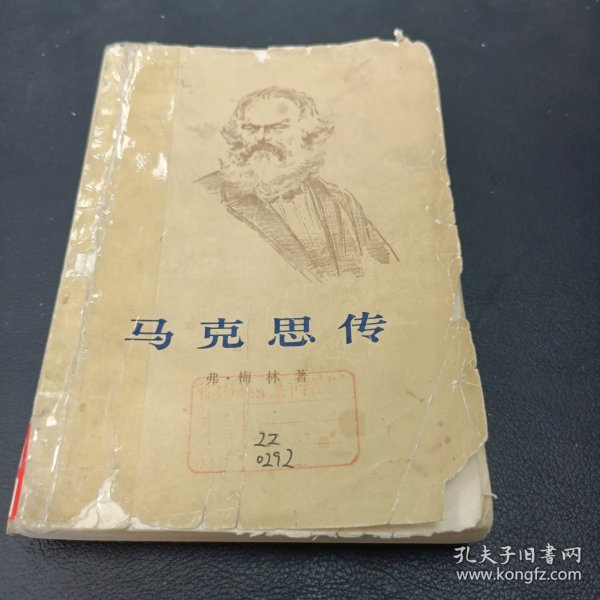 马克思传
弗·梅林 著
22
0292
孔夫子旧书网
www.kongfz.com